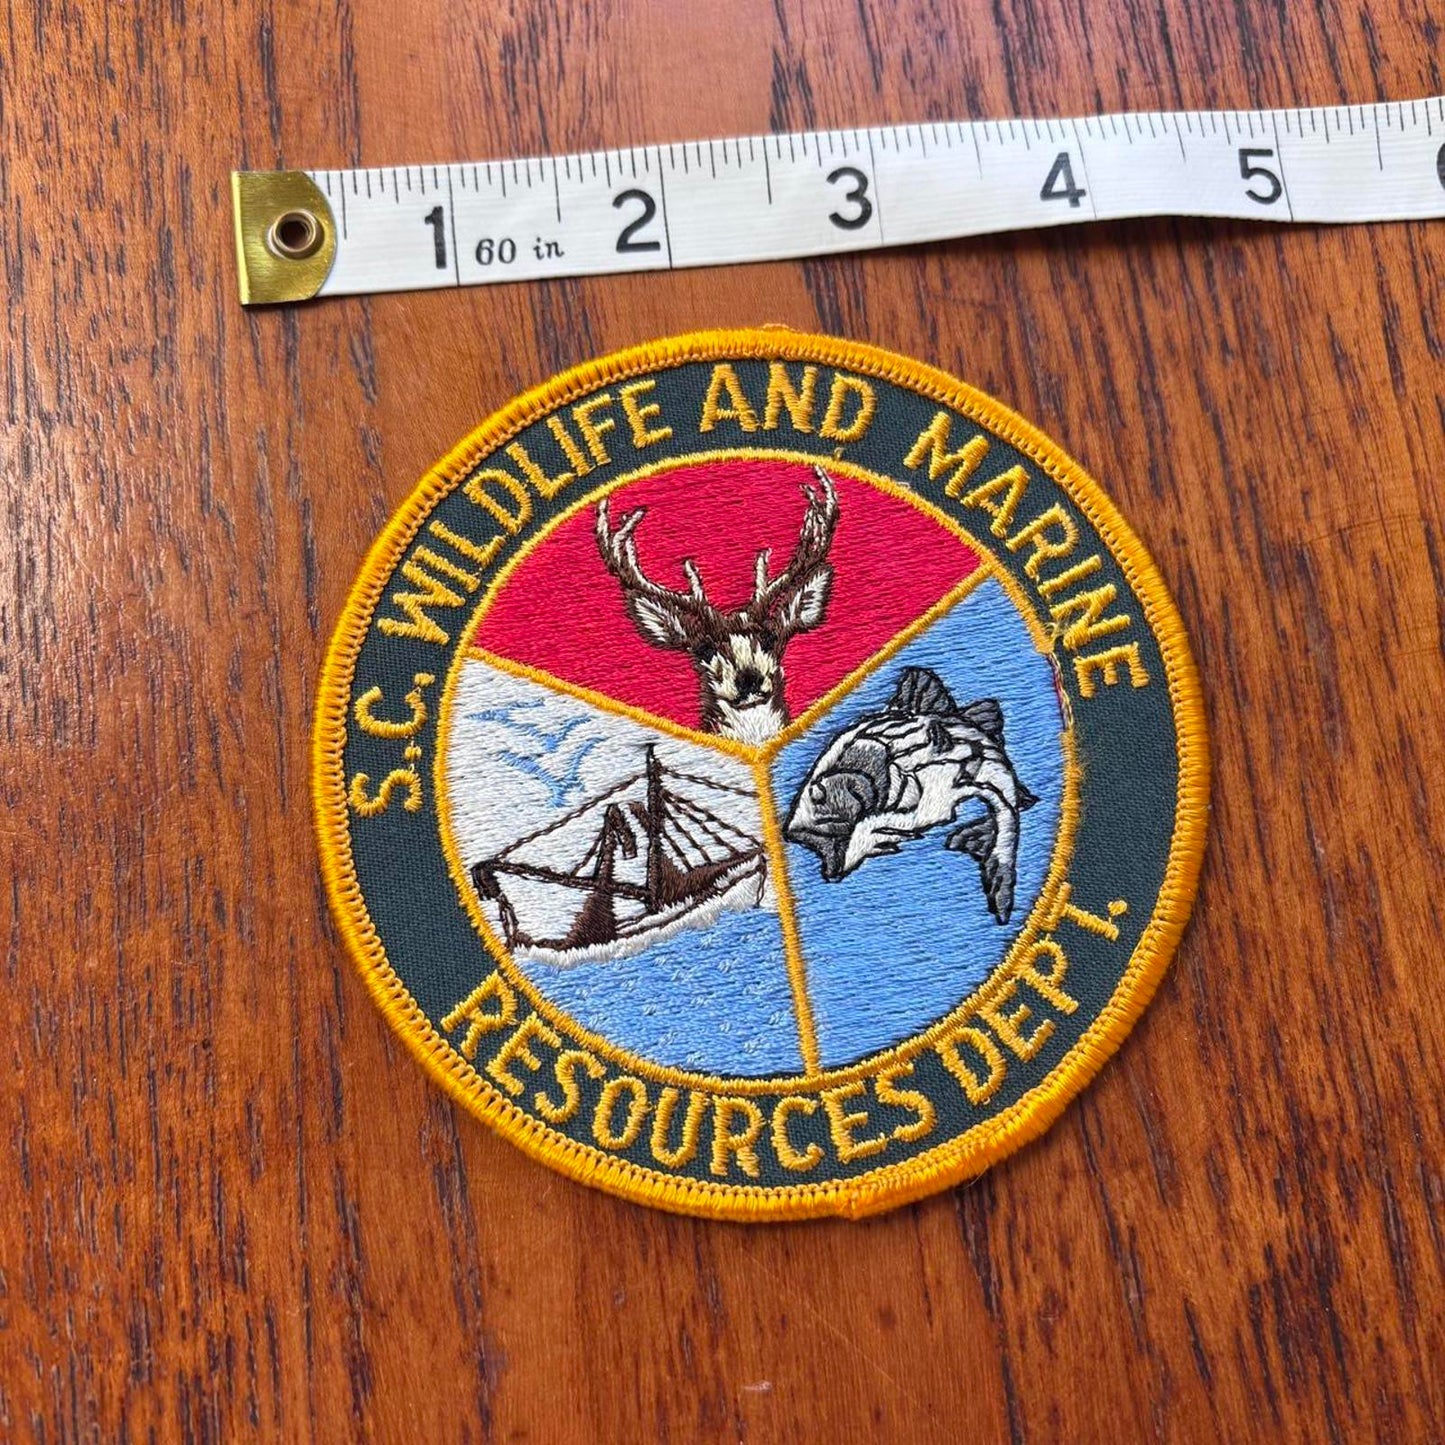 1 60 in 2 3 4 5
S.C. WILDLIFE AND MARINE
RESOURCES DEPT.